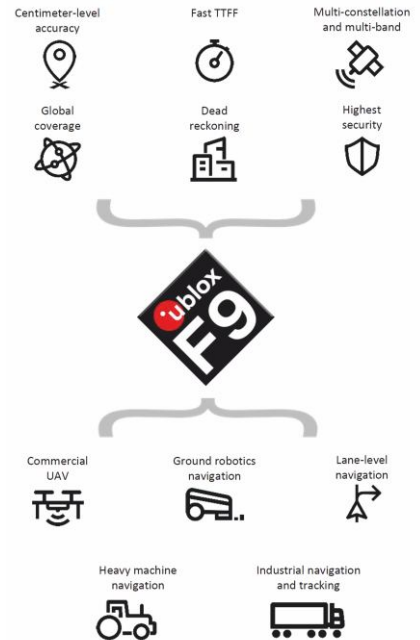 Centimeter-level
accuracy
Fast TTFF
Multi-constellation
and multi-band
Global
coverage
Dead
reckoning
Highest
security
ublox
F9
Commercial
UAV
Ground robotics
navigation
Lane-level
navigation
Heavy machine
navigation
Industrial navigation
and tracking